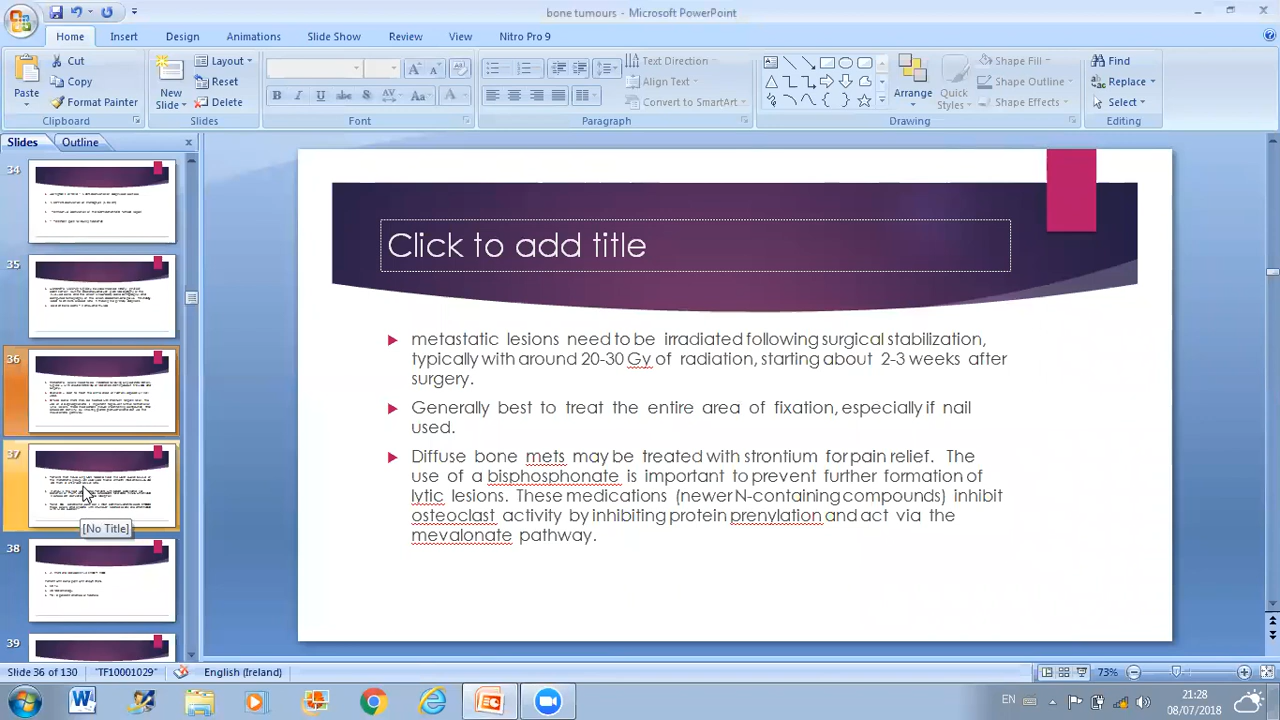 bone tumours - Microsoft PowerPoint
Home Insert Design Animations Slide Show Review View Nitro Pro 9
Paste
Cut
Copy
Format Painter
Clipboard
New Slide
Layout
Reset
Delete
Slides
B I U abc S AV Aa A
Font
Text Direction
Align Text
Convert to SmartArt
Paragraph
Arrange
Quick Styles
Shape Fill
Shape Outline
Shape Effects
Drawing
Find
Replace
Select
Editing
Slides Outline
34
35
36
37
[No Title]
38
39
Click to add title
metastatic lesions need to be irradiated following surgical stabilization,
typically with around 20-30 Gy of radiation, starting about 2-3 weeks after
surgery.
Generally best to treat the entire area of fixation, especially if nail
used.
Diffuse bone mets may be treated with strontium for pain relief. The
use of a bisphosphonate is important to prevent further formation of
lytic lesions. These medications (newer N-containing compounds) inhibit
osteoclast activity by inhibiting protein prenylation and act via the
mevalonate pathway.
Slide 36 of 130 "TF10001029" English (Ireland) 73%
EN 21:28
08/07/2018